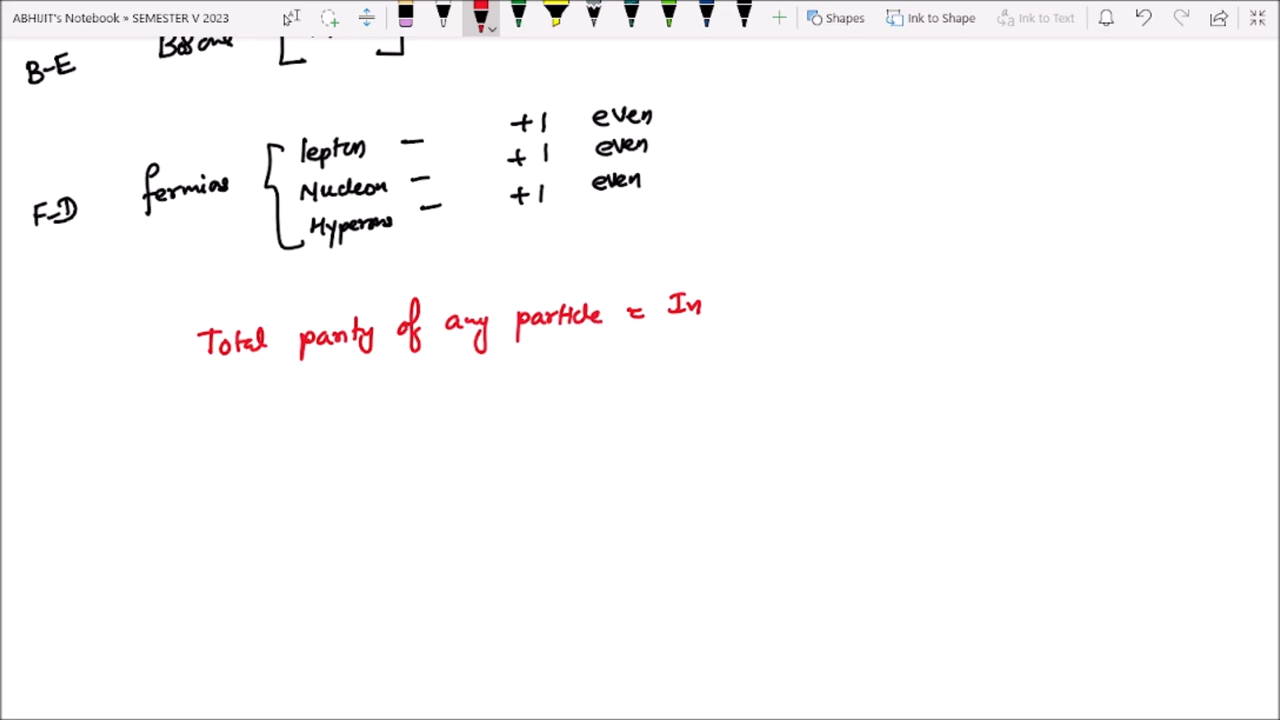 ABHIJIT's Notebook » SEMESTER V 2023
Shapes
Ink to Shape
Ink to Text
B-E
F-D fermions
lepton – +1 even
Nucleon – +1 even
Hyperons – +1 even
Total parity of any particle = In